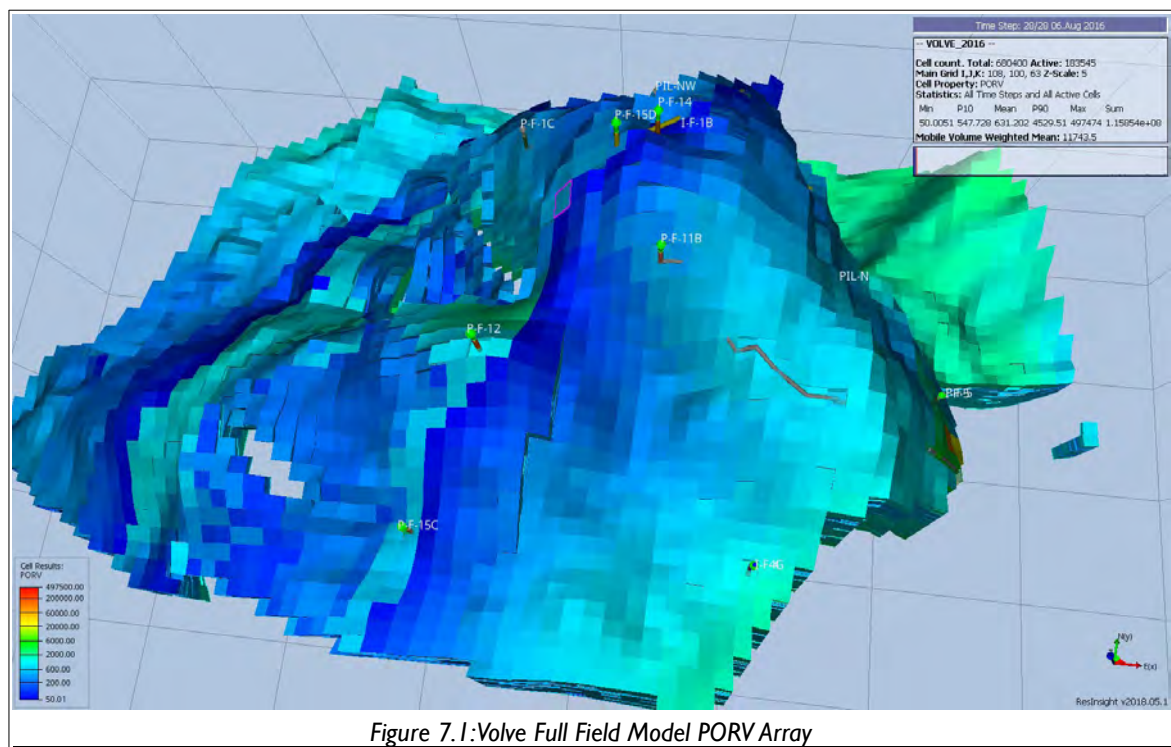 Time Step: 28/28 06.Aug 2016
-- VOLVE_2016 --
Cell count. Total: 680400 Active: 183545
Main Grid I,J,K: 108, 100, 63 Z-Scale: 5
Cell Property: PORV
Statistics: All Time Steps and All Active Cells
Min P10 Mean P90 Max Sum
50.0051 547.728 631.202 4529.51 497474 1.15854e+08
Mobile Volume Weighted Mean: 11743.5
PIL-NW
P-F-14
P-F-1C
P-F-15D
I-F-1B
P-F-11B
PIL-N
P-F-12
P-F-15C
Cell Results:
PORV
497500.00
200000.00
60000.00
20000.00
6000.00
2000.00
600.00
200.00
50.01
N(y)
E(x)
ResInsight v2018.05.1
Figure 7.1: Volve Full Field Model PORV Array